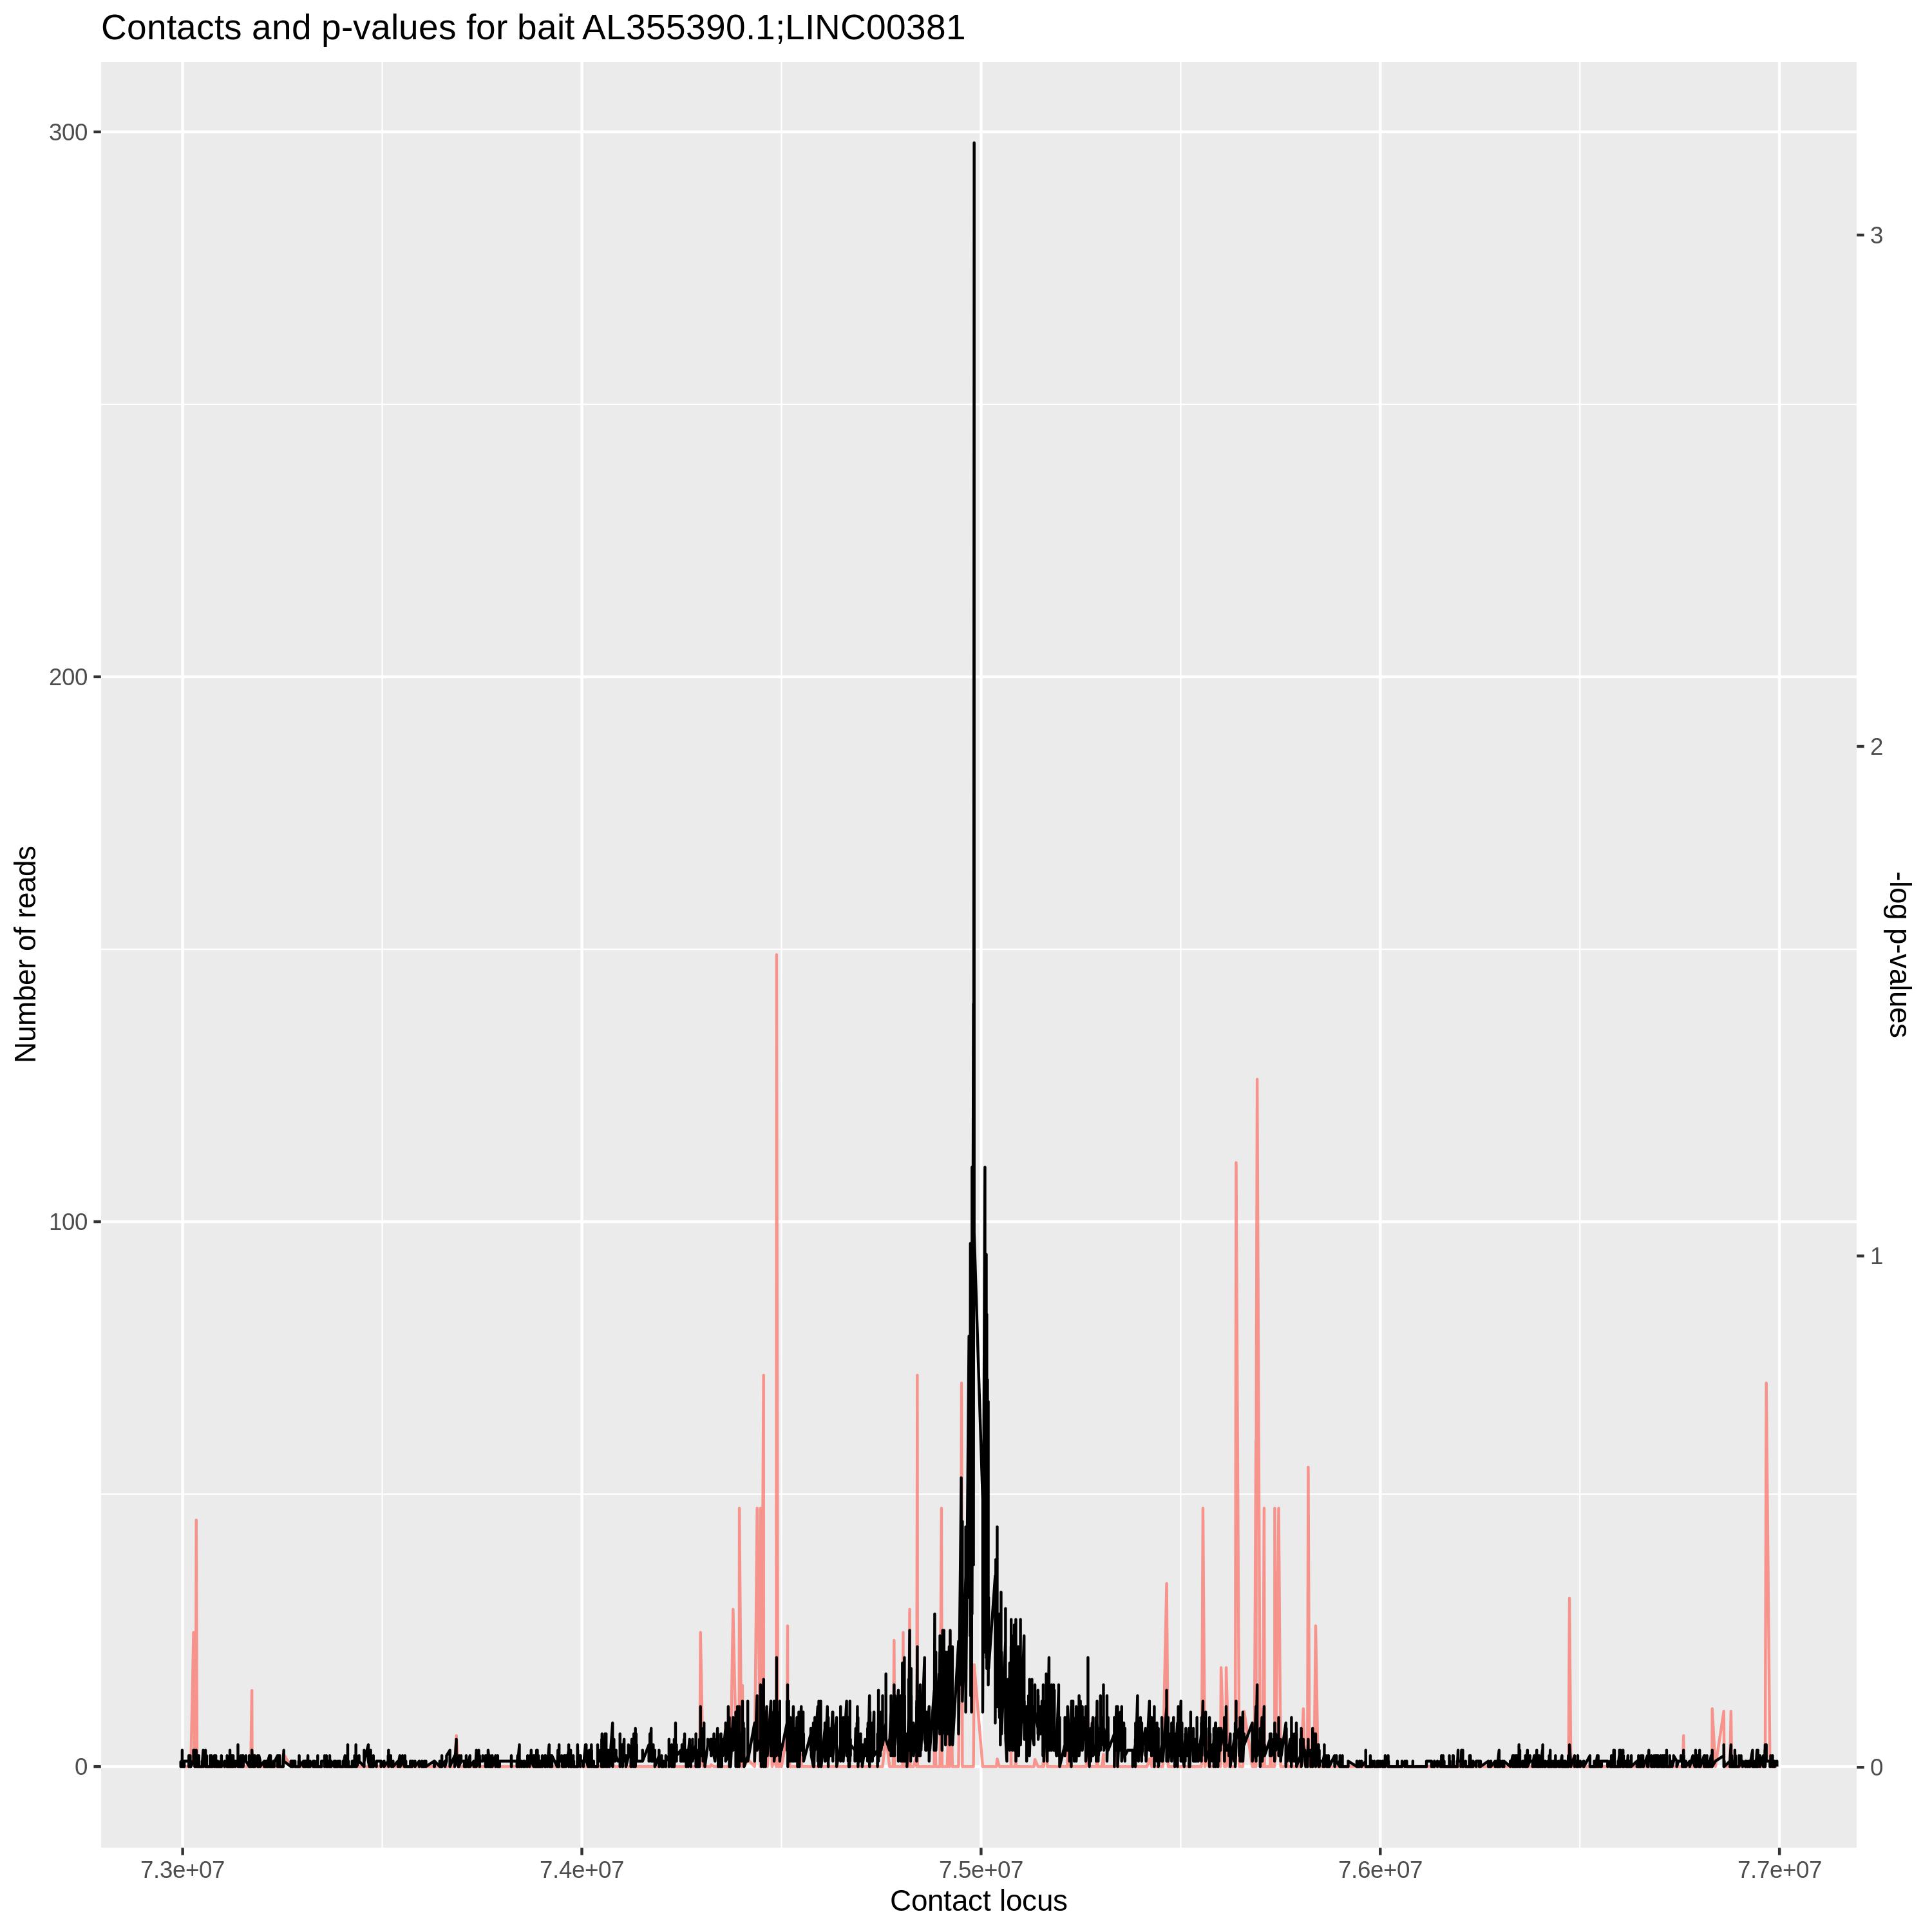 Contacts and p-values for bait AL355390.1;LINC00381
300
200
100
0
Number of reads
3
2
1
0
-log p-values
7.3e+07 7.4e+07 7.5e+07 7.6e+07 7.7e+07
Contact locus